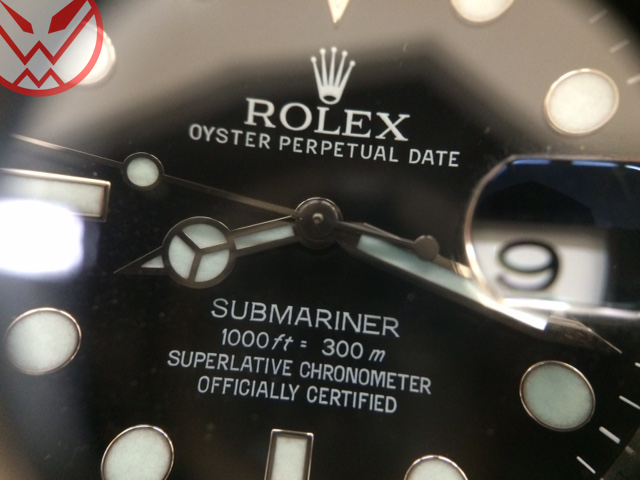 ROLEX
OYSTER PERPETUAL DATE
9
SUBMARINER
1000ft = 300m
SUPERLATIVE CHRONOMETER
OFFICIALLY CERTIFIED